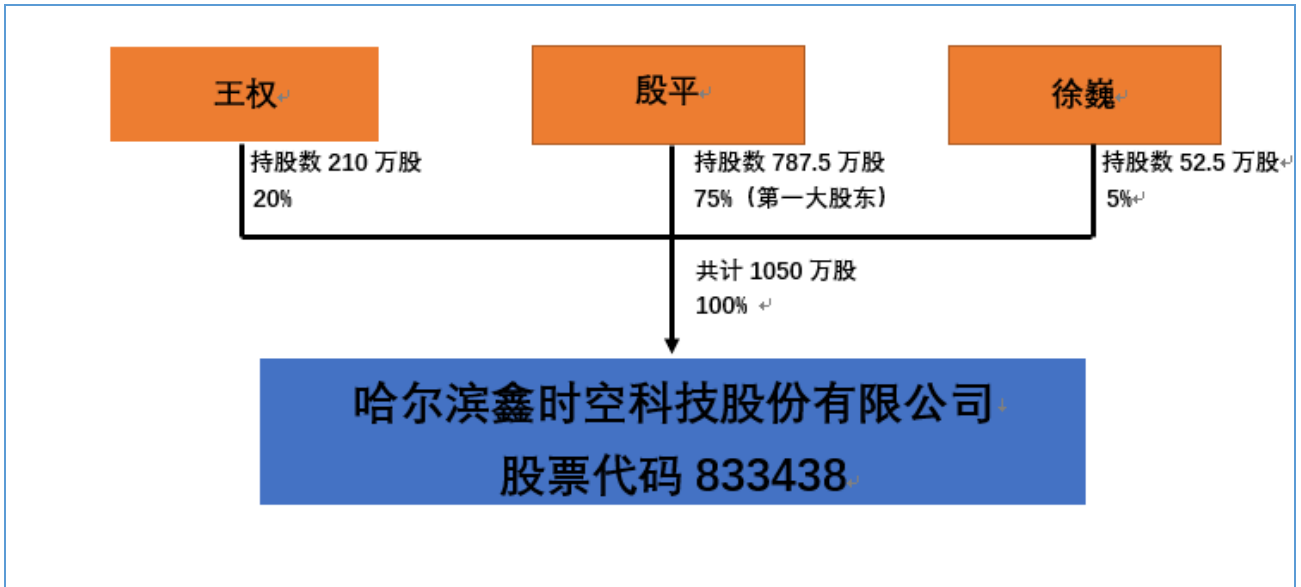 王权
殷平
徐巍
持股数 210 万股
20%
持股数 787.5 万股
75%（第一大股东）
持股数 52.5 万股
5%
共计 1050 万股
100%
哈尔滨鑫时空科技股份有限公司
股票代码 833438